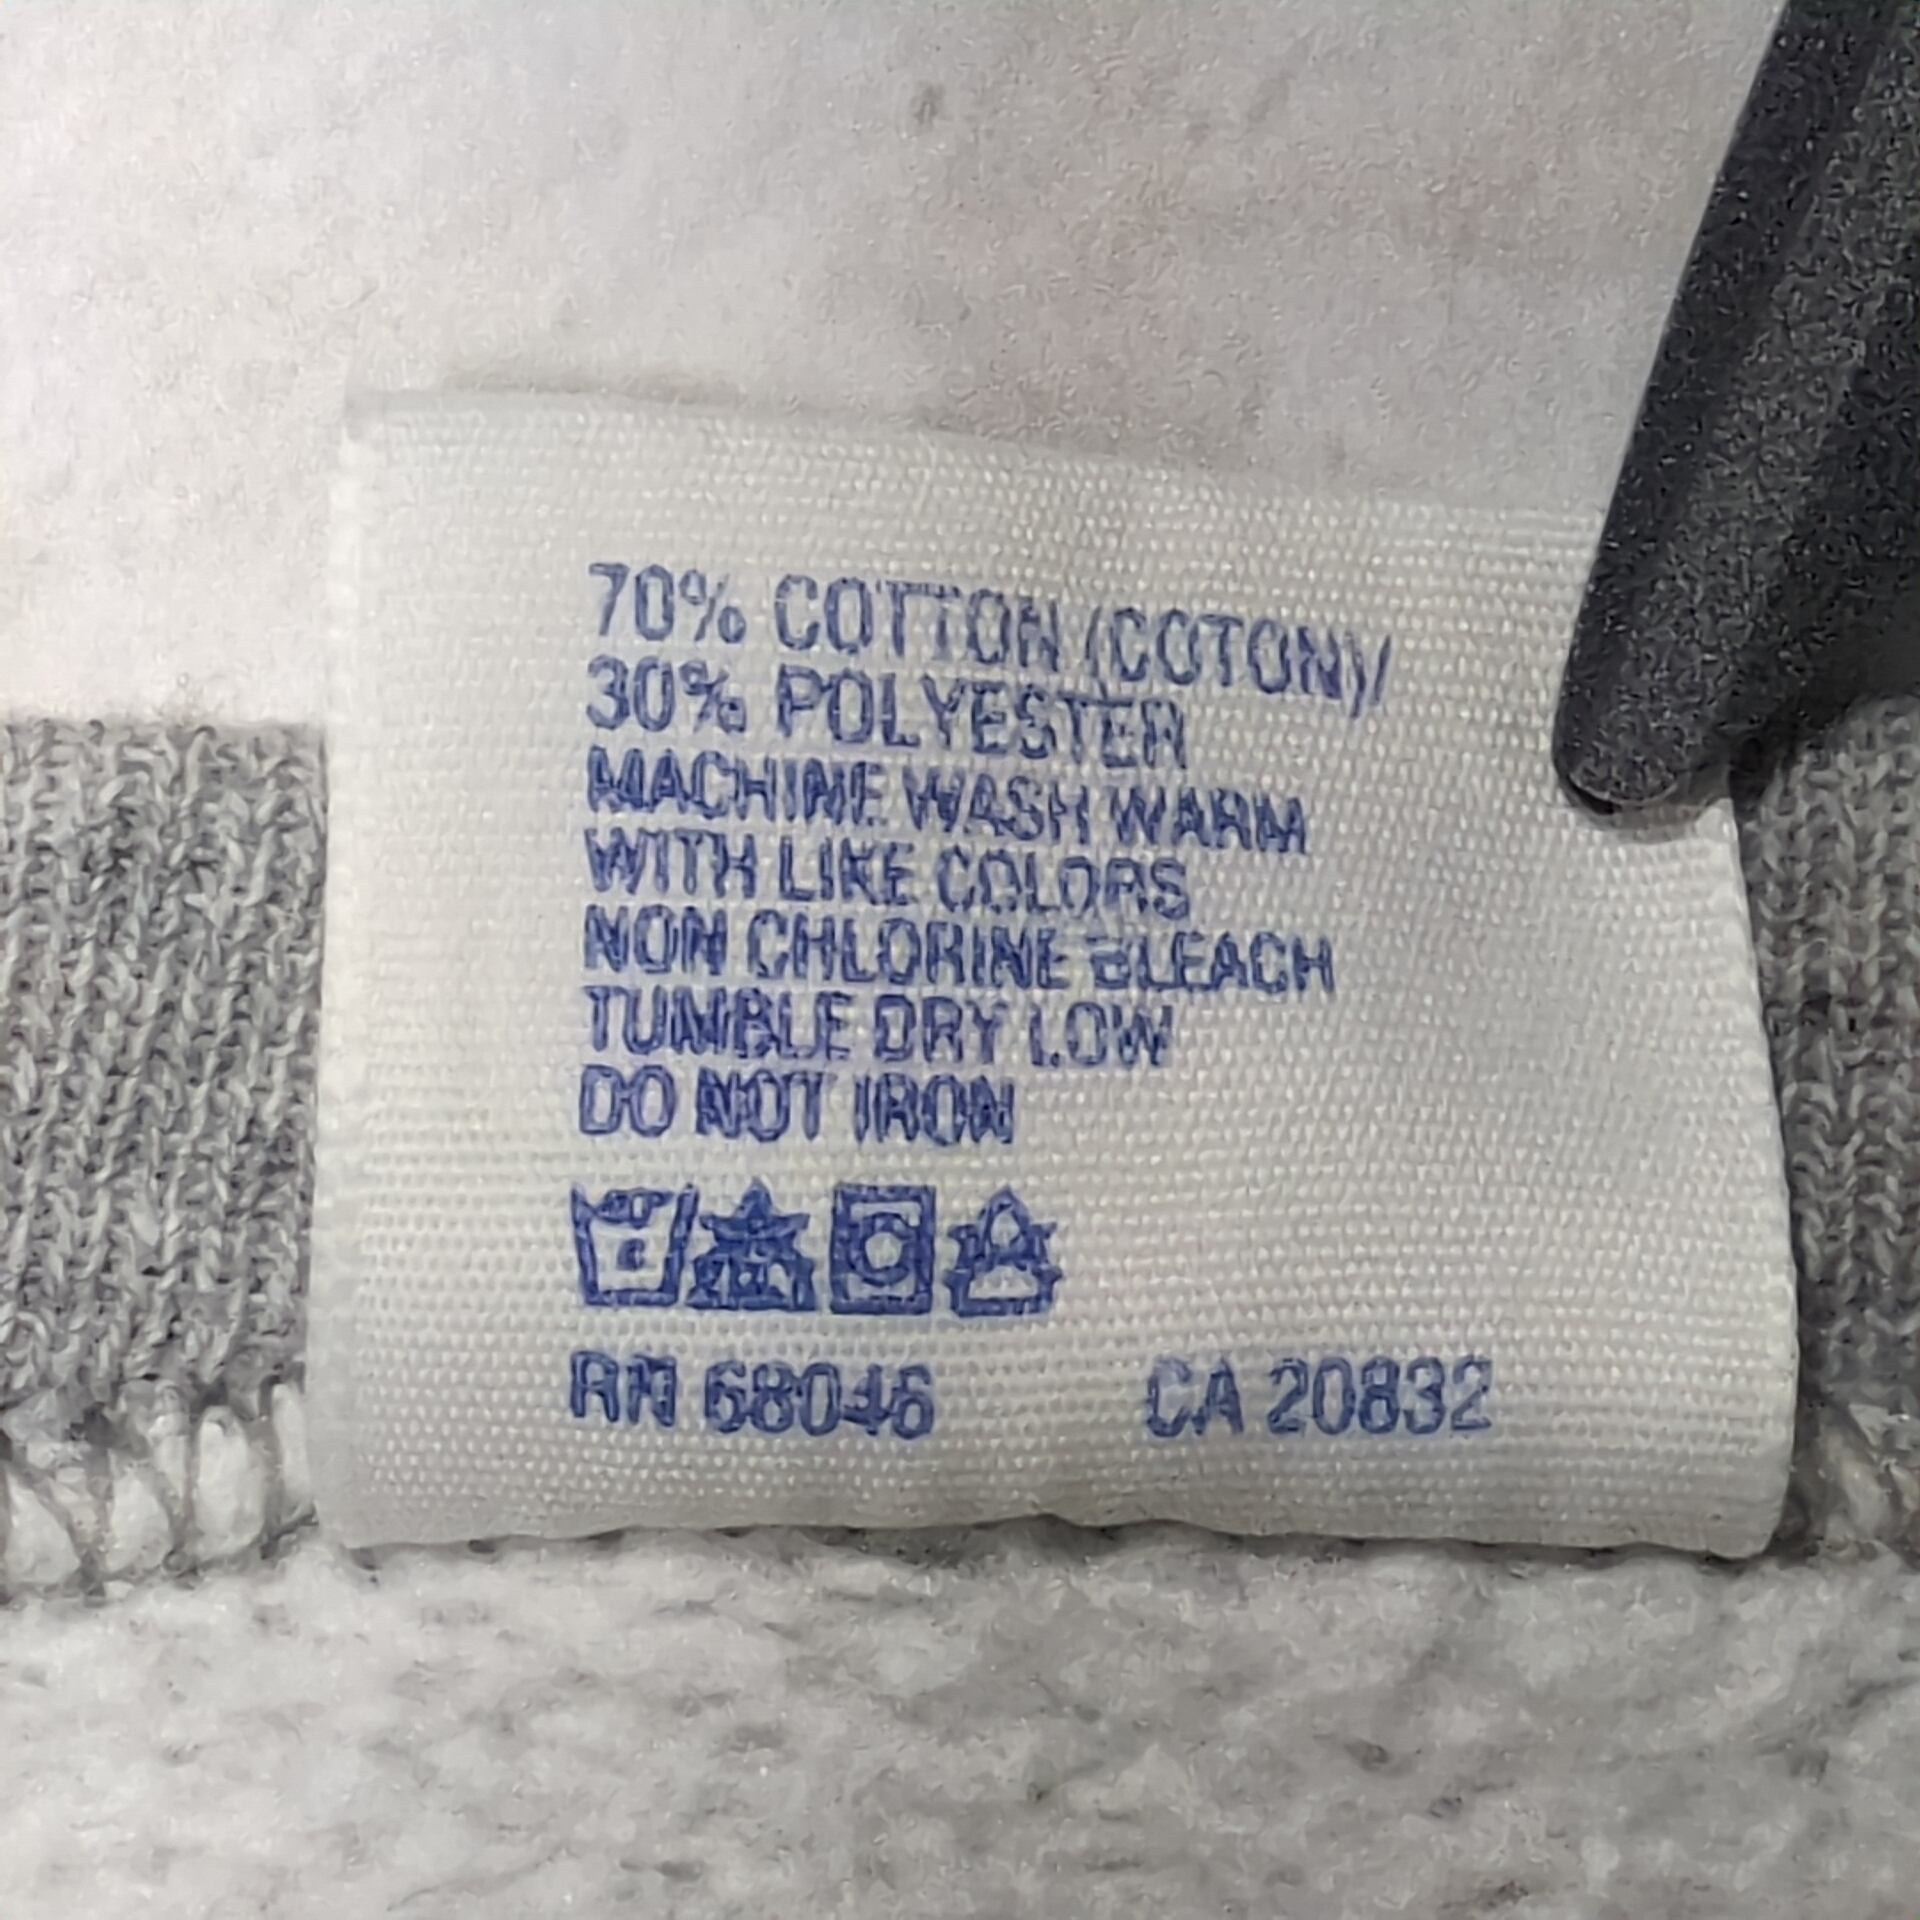 70% COTTON (COTON)/
30% POLYESTER
MACHINE WASH WARM
WITH LIKE COLORS
NON CHLORINE BLEACH
TUMBLE DRY LOW
DO NOT IRON
RN 68046 CA 20832